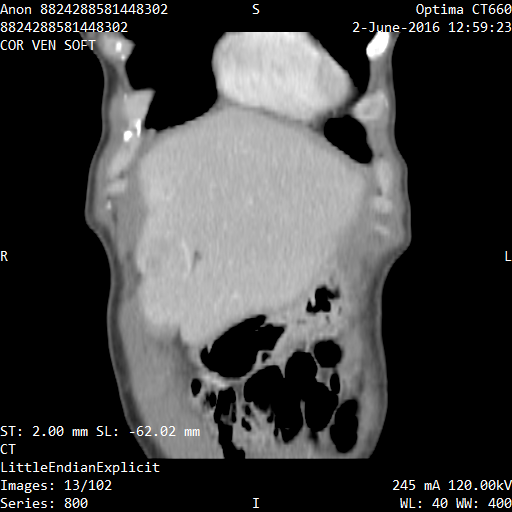 Anon 8824288581448302
S
Optima CT660
8824288581448302
2-June-2016 12:59:23
COR VEN SOFT
R
L
ST: 2.00 mm SL: -62.02 mm
CT
LittleEndianExplicit
Images: 13/102
245 mA 120.00kV
Series: 800
I
WL: 40 WW: 400